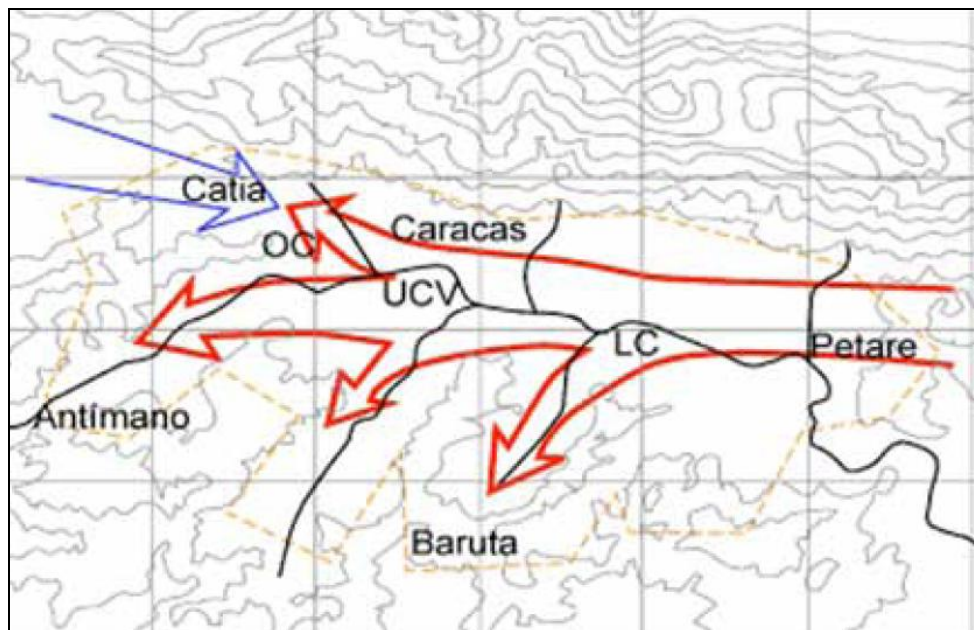 Catia
Caracas
OC
UCV
LC
Petare
Antímano
Baruta